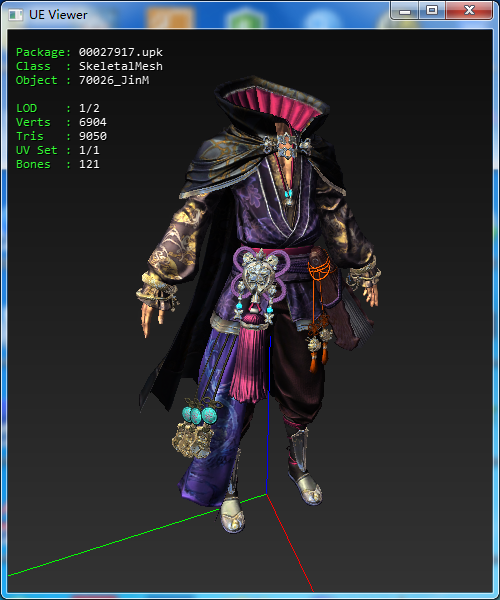 UE Viewer
Package: 00027917.upk
Class : SkeletalMesh
Object : 70026_JinM
LOD : 1/2
Verts : 6904
Tris : 9050
UV Set : 1/1
Bones : 121